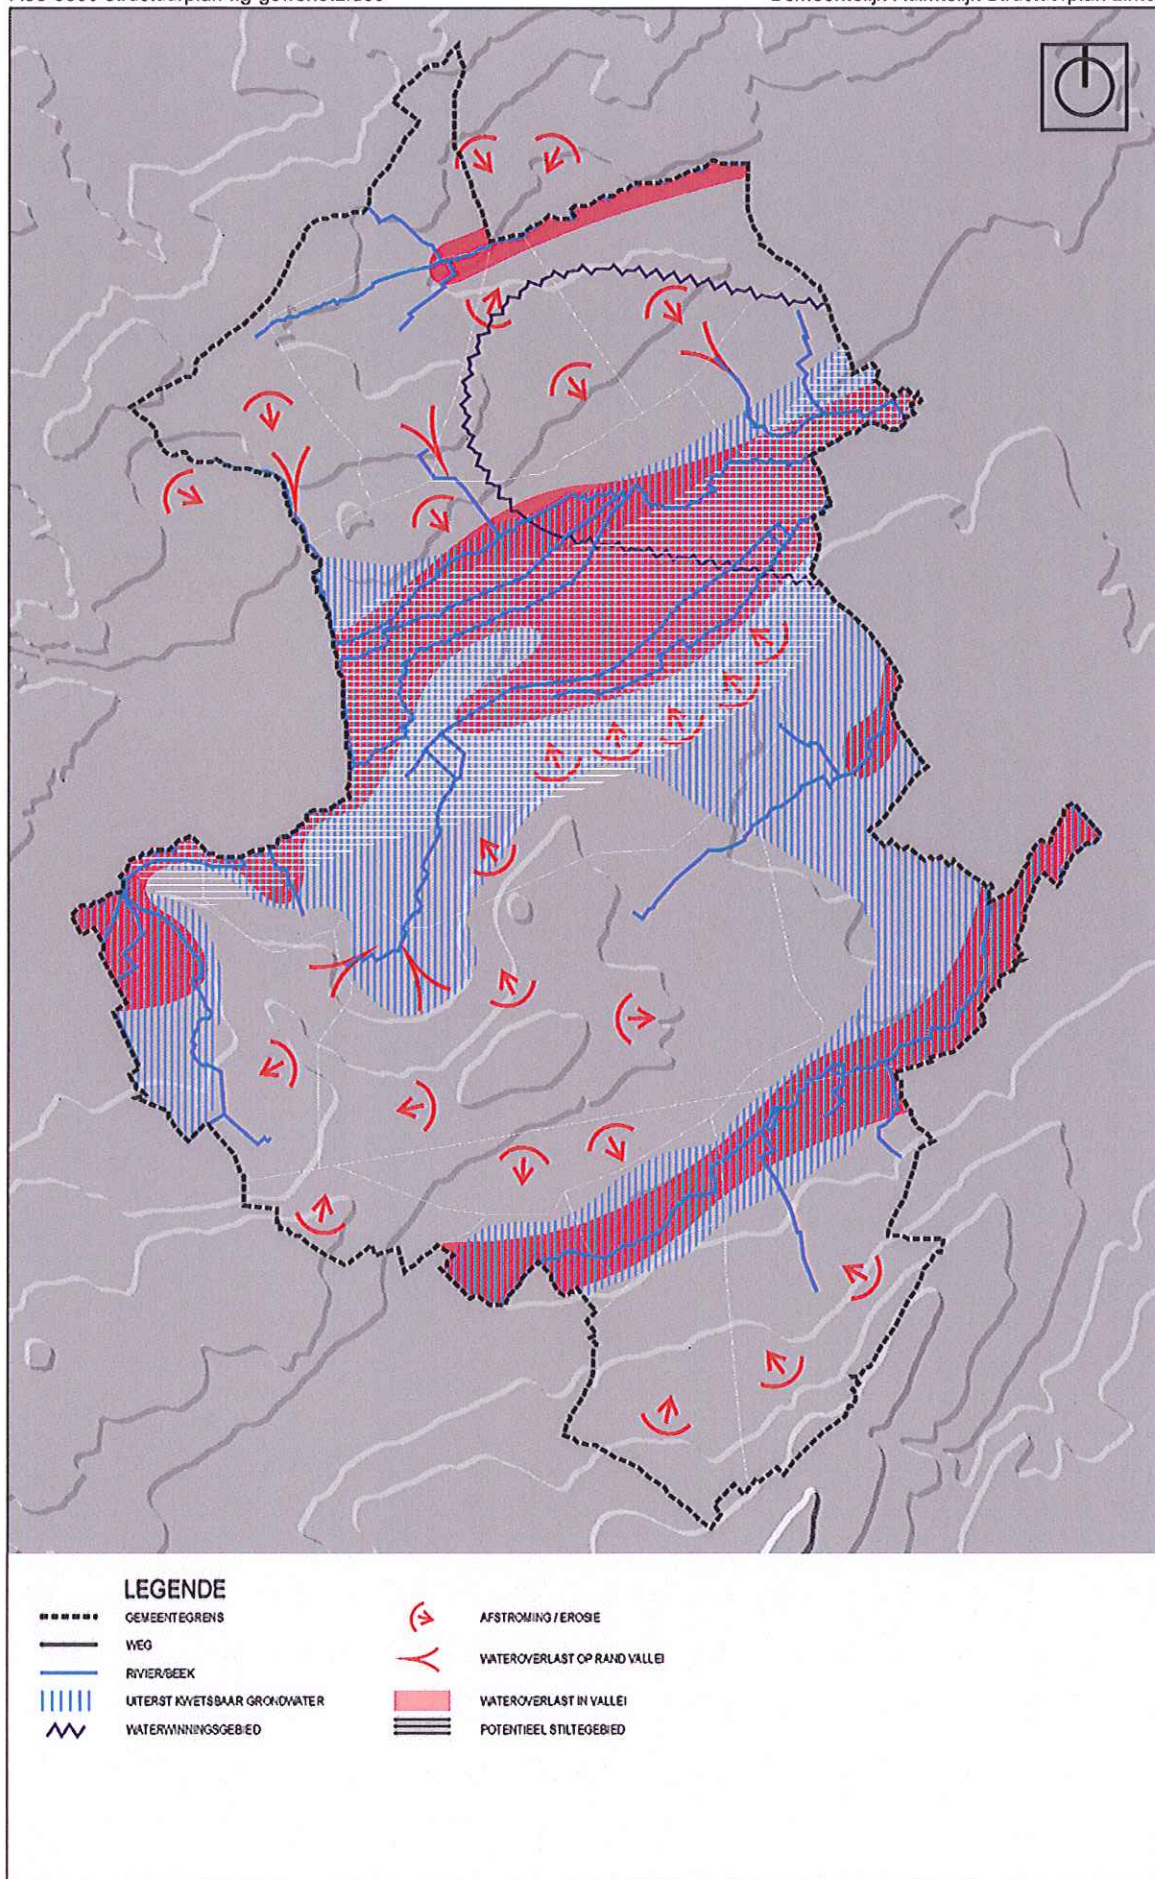 LEGENDE
GEMEENTEGRENS
WEG
RIVIER/BEEK
UITERST KWETSBAAR GRONDWATER
WATERWINNINGSGEBIED
AFSTROMING / EROSIE
WATEROVERLAST OP RAND VALLEI
WATEROVERLAST IN VALLEI
POTENTIEEL STILTEGEBIED